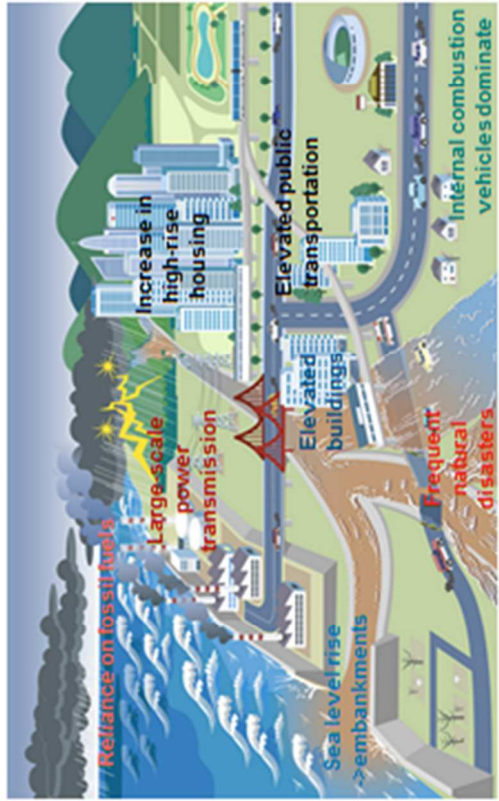 Reliance on fossil fuels
Large-scale
power
transmission
Increase in
high-rise
housing
Sea level rise
->embankments
Elevated
buildings
Elevated public
transportation
Frequent
natural
disasters
Internal combustion
vehicles dominate